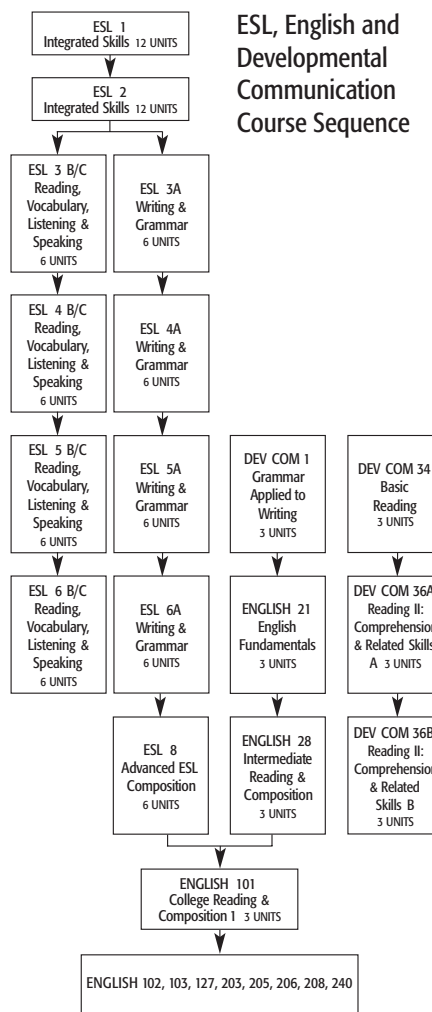 ESL, English and
Developmental
Communication
Course Sequence
ESL 1
Integrated Skills 12 UNITS
ESL 2
Integrated Skills 12 UNITS
ESL 3 B/C
Reading,
Vocabulary,
Listening &
Speaking
6 UNITS
ESL 3A
Writing &
Grammar
6 UNITS
ESL 4 B/C
Reading,
Vocabulary,
Listening &
Speaking
6 UNITS
ESL 4A
Writing &
Grammar
6 UNITS
ESL 5 B/C
Reading,
Vocabulary,
Listening &
Speaking
6 UNITS
ESL 5A
Writing &
Grammar
6 UNITS
DEV COM 1
Grammar
Applied to
Writing
3 UNITS
DEV COM 34
Basic
Reading
3 UNITS
ESL 6 B/C
Reading,
Vocabulary,
Listening &
Speaking
6 UNITS
ESL 6A
Writing &
Grammar
6 UNITS
ENGLISH 21
English
Fundamentals
3 UNITS
DEV COM 36A
Reading II:
Comprehension
& Related Skills
A 3 UNITS
ESL 8
Advanced ESL
Composition
6 UNITS
ENGLISH 28
Intermediate
Reading &
Composition
3 UNITS
DEV COM 36B
Reading II:
Comprehension
& Related
Skills B
3 UNITS
ENGLISH 101
College Reading &
Composition 1 3 UNITS
ENGLISH 102, 103, 127, 203, 205, 206, 208, 240